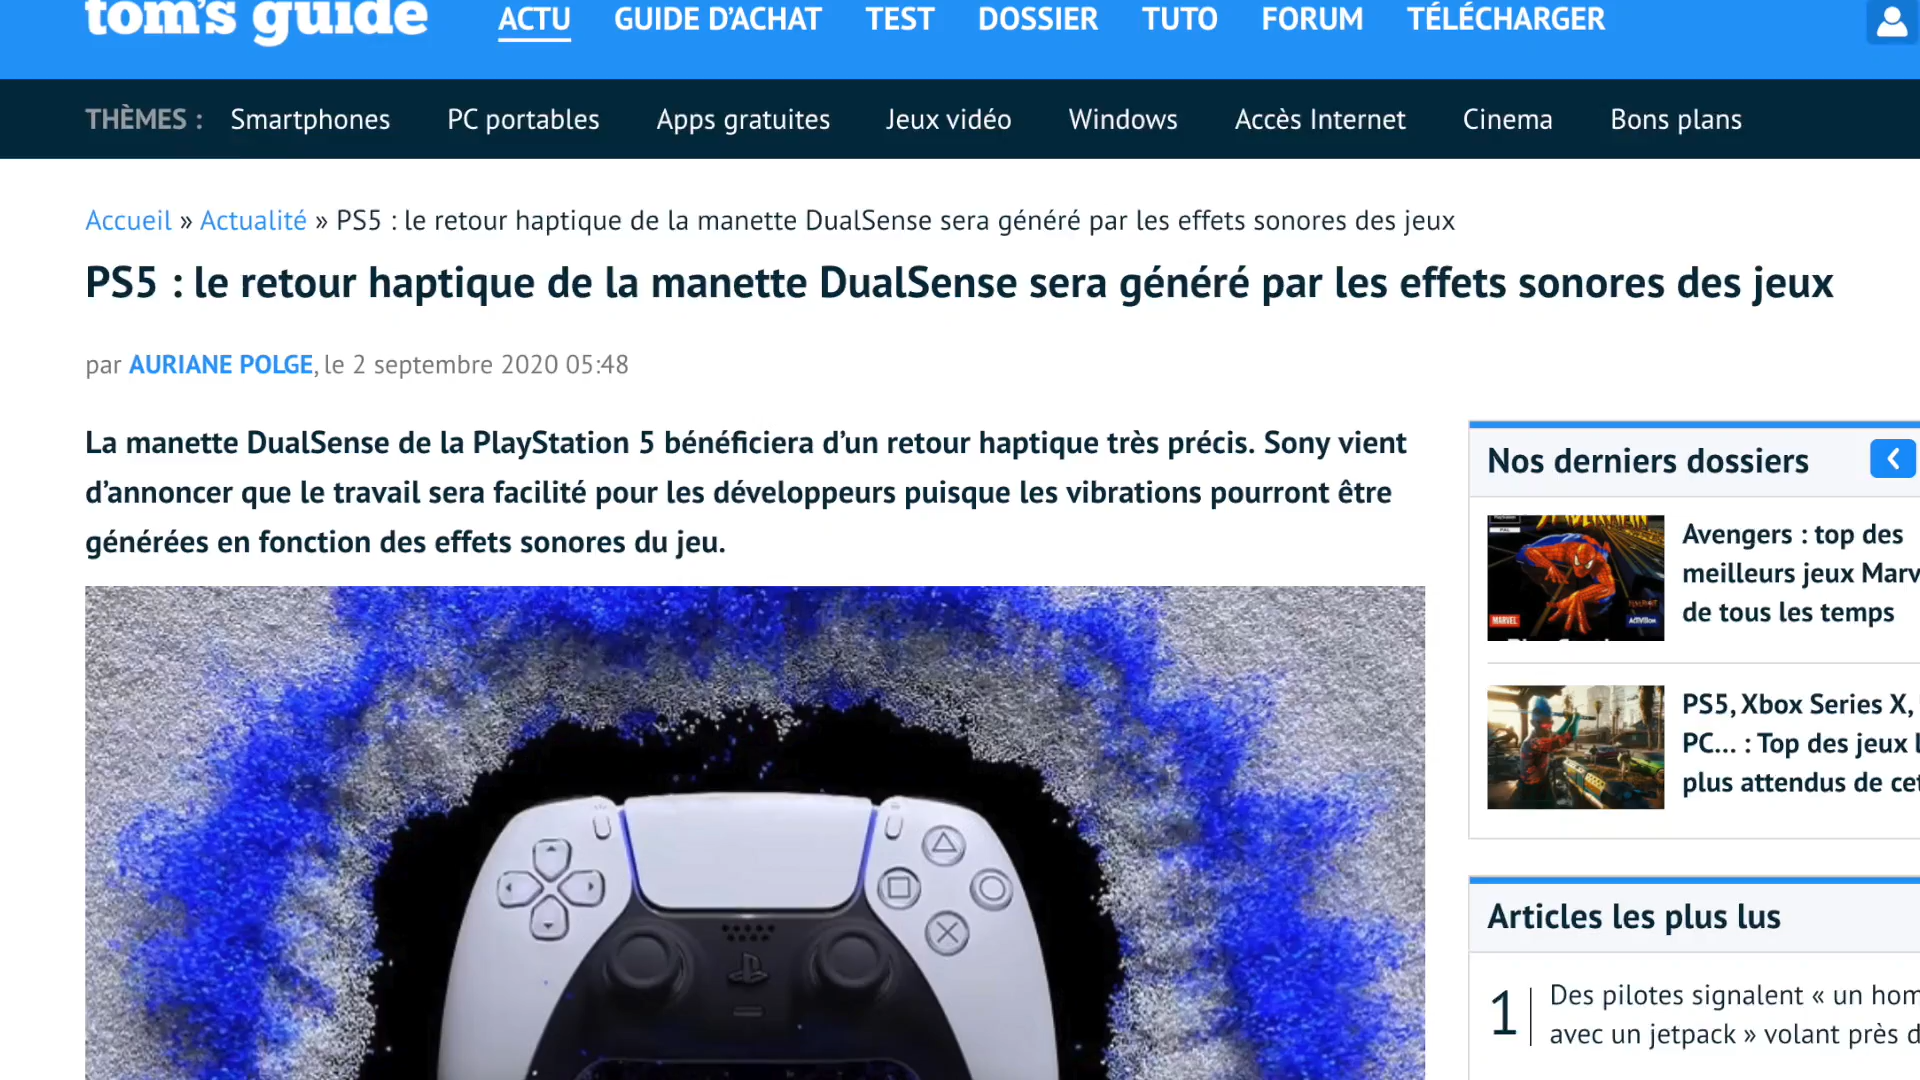 tom's guide
ACTU GUIDE D'ACHAT TEST DOSSIER TUTO FORUM TÉLÉCHARGER
THÈMES : Smartphones PC portables Apps gratuites Jeux vidéo Windows Accès Internet Cinema Bons plans
Accueil » Actualité » PS5 : le retour haptique de la manette DualSense sera généré par les effets sonores des jeux
PS5 : le retour haptique de la manette DualSense sera généré par les effets sonores des jeux
par AURIANE POLGE, le 2 septembre 2020 05:48
La manette DualSense de la PlayStation 5 bénéficiera d’un retour haptique très précis. Sony vient
d’annoncer que le travail sera facilité pour les développeurs puisque les vibrations pourront être
générées en fonction des effets sonores du jeu.
Nos derniers dossiers
MARVEL
ACTIVISION
Avengers : top des
meilleurs jeux Marv
de tous les temps
PS5, Xbox Series X,
PC... : Top des jeux l
plus attendus de cet
Articles les plus lus
1
Des pilotes signalent « un hom
avec un jetpack » volant près d